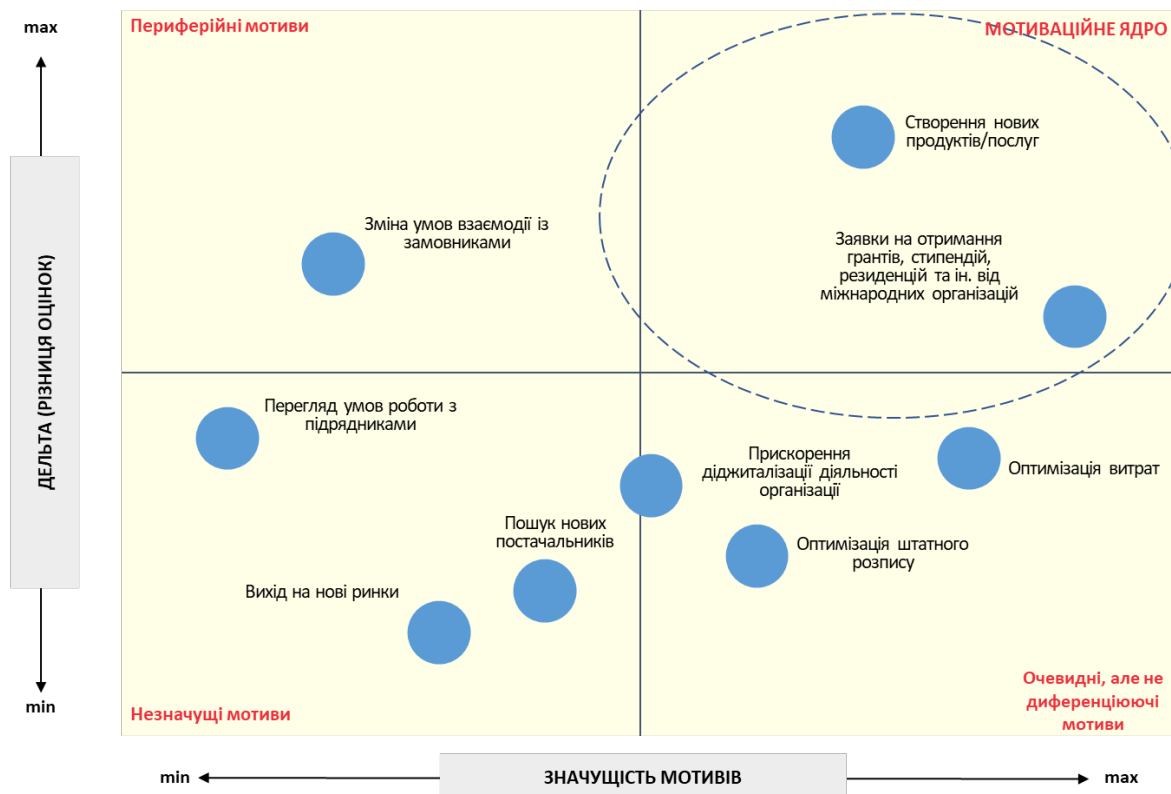 max
Периферійні мотиви
МОТИВАЦІЙНЕ ЯДРО
Створення нових
продуктів/послуг
Зміна умов взаємодії із
замовниками
Заявки на отримання
грантів, стипендій,
резиденцій та ін. від
міжнародних організацій
ДЕЛЬТА (РІЗНИЦЯ ОЦІНОК)
Перегляд умов роботи з
підрядниками
Прискорення
діджиталізації діяльності
організації
Оптимізація витрат
Пошук нових
постачальників
Оптимізація штатного
розпису
Вихід на нові ринки
min
Незначущі мотиви
Очевидні, але не
диференціюючі
мотиви
min
ЗНАЧУЩІСТЬ МОТИВІВ
max